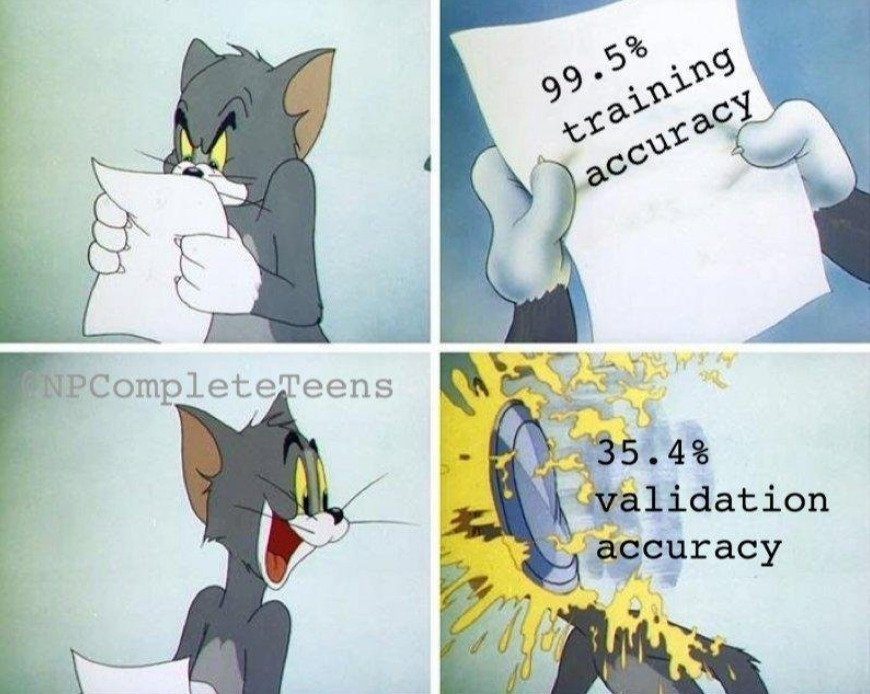 99.5%
training
accuracy
@NPCompleteTeens
35.4%
validation
accuracy